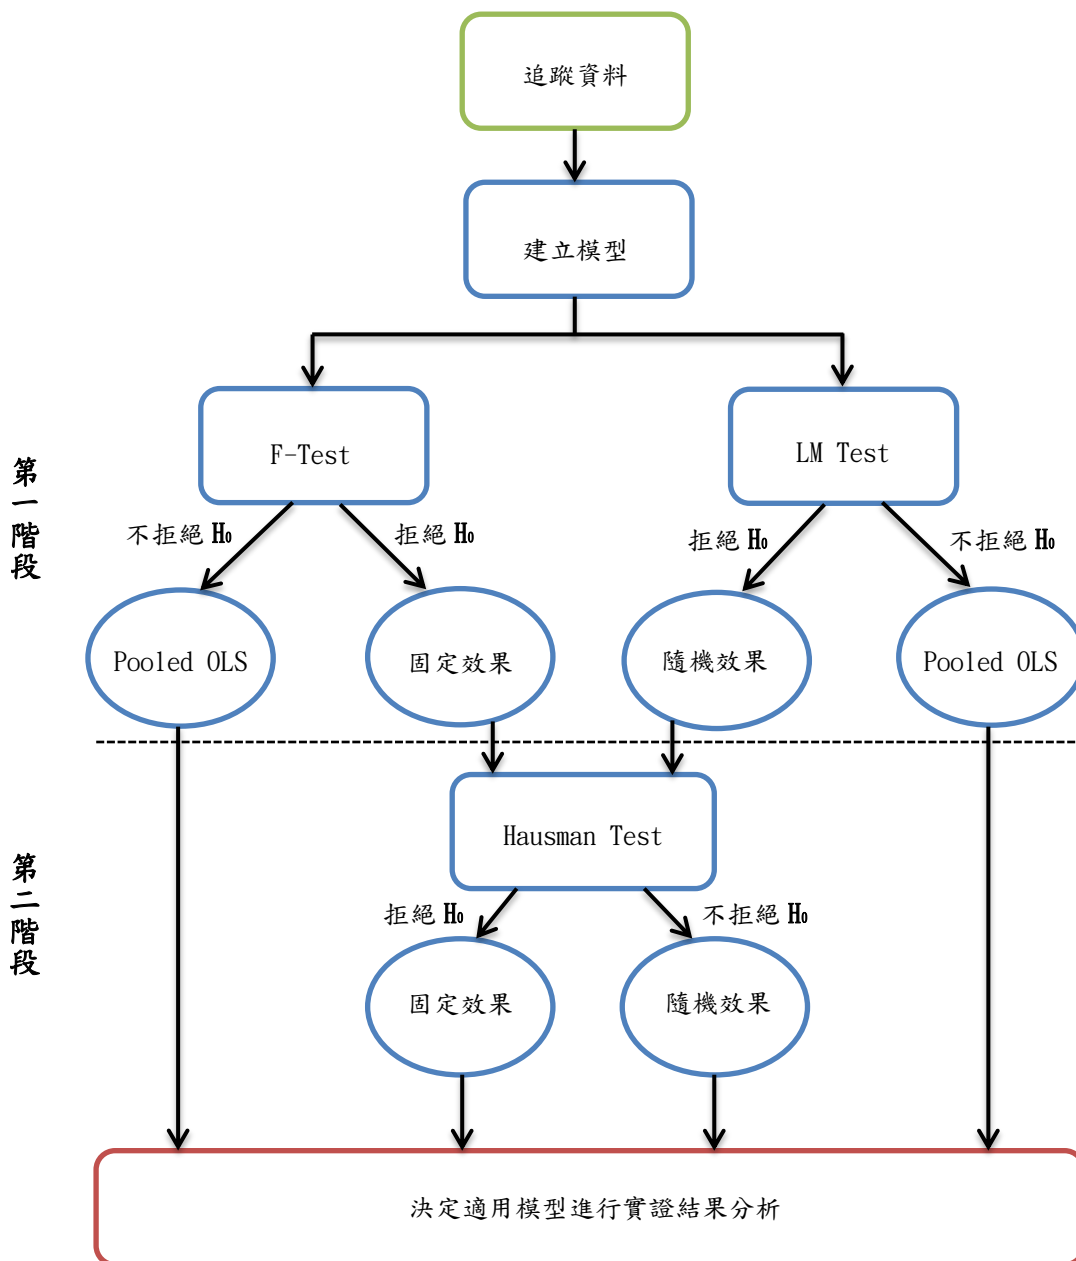 追蹤資料
建立模型
F-Test
LM Test
第一階段
不拒絕 H₀
拒絕 H₀
拒絕 H₀
不拒絕 H₀
Pooled OLS
固定效果
隨機效果
Pooled OLS
Hausman Test
第二階段
拒絕 H₀
不拒絕 H₀
固定效果
隨機效果
決定適用模型進行實證結果分析